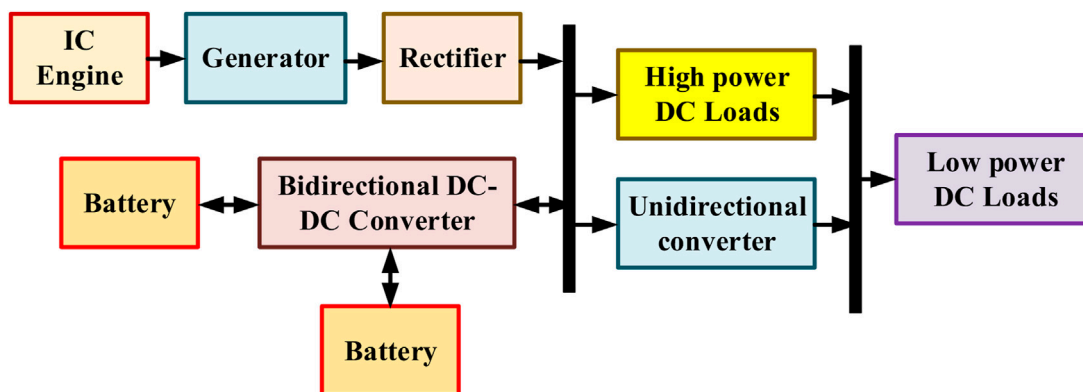 IC
Engine
Generator
Rectifier
High power
DC Loads
Low power
DC Loads
Battery
Bidirectional DC-
DC Converter
Unidirectional
converter
Battery